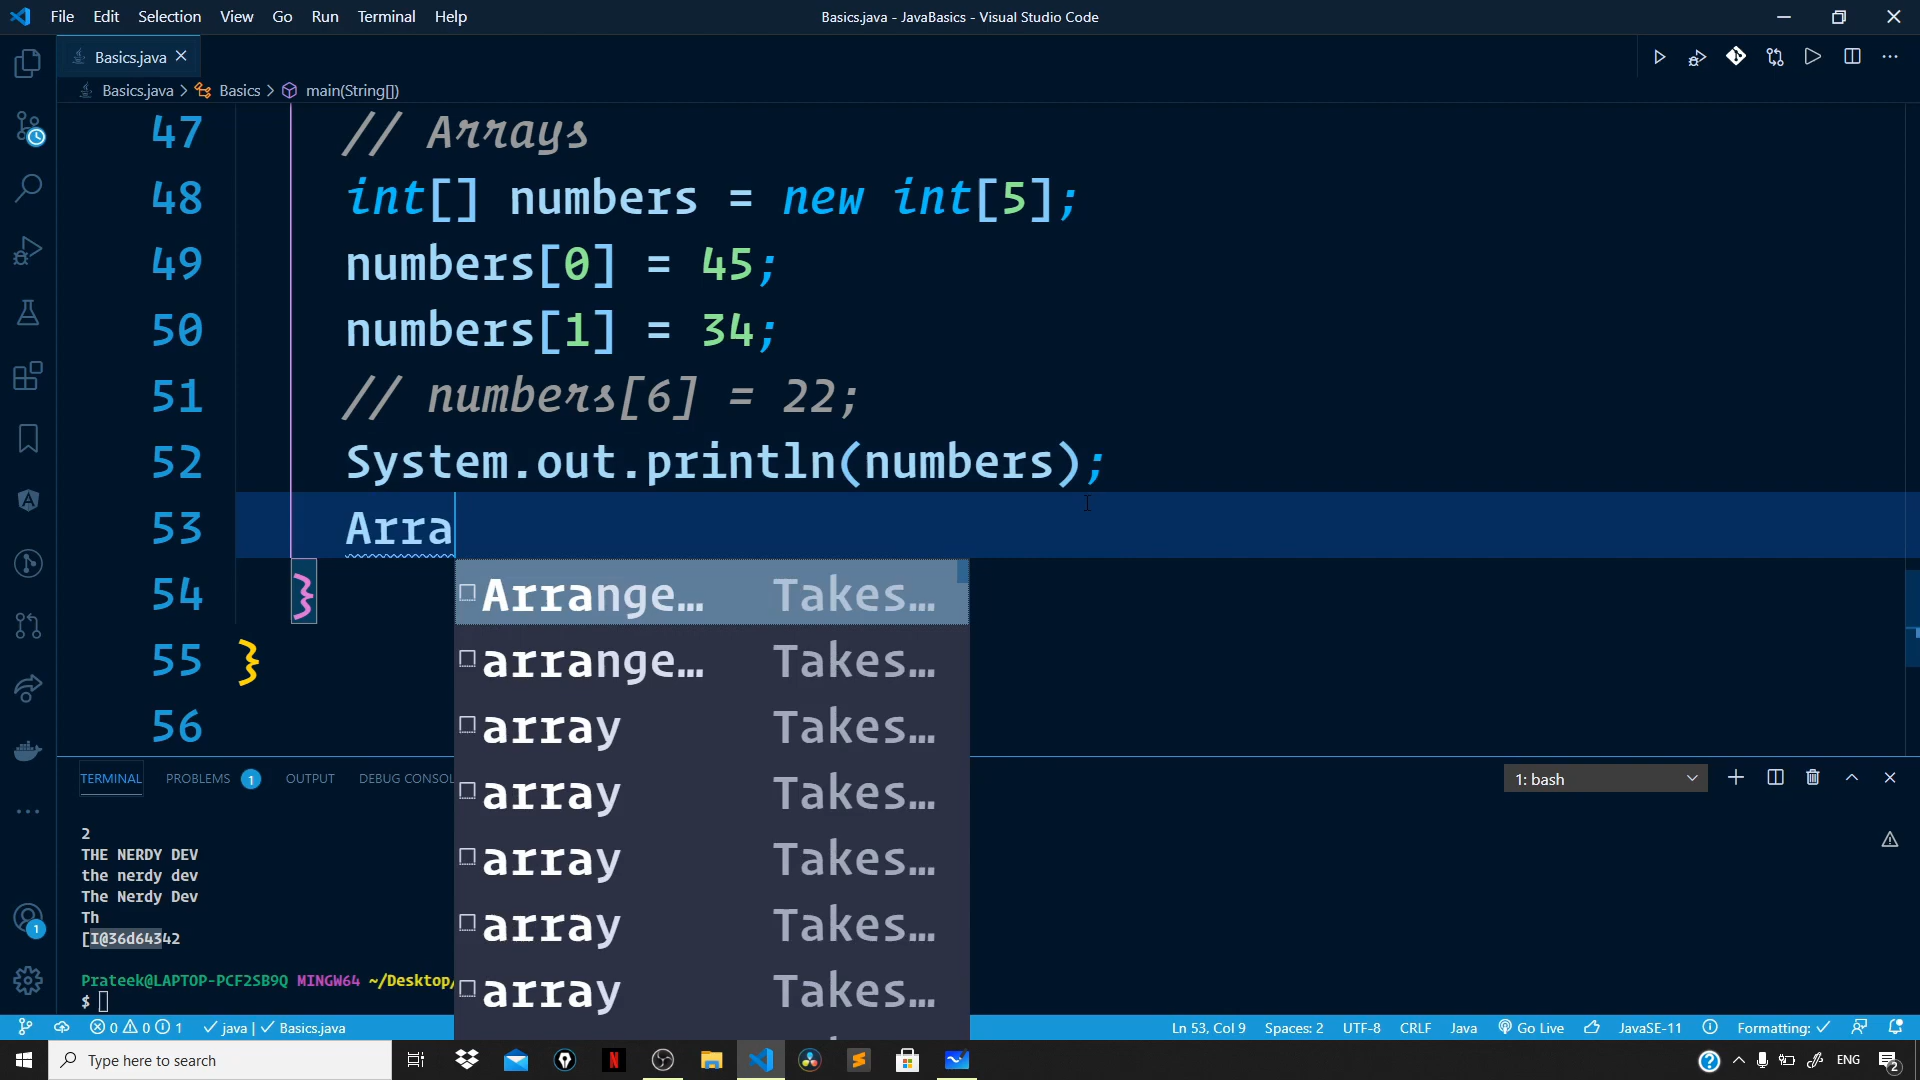 File Edit Selection View Go Run Terminal Help
Basics.java - JavaBasics - Visual Studio Code
Basics.java
Basics.java > Basics > main(String[])
47 // Arrays
48 int[] numbers = new int[5];
49 numbers[0] = 45;
50 numbers[1] = 34;
51 // numbers[6] = 22;
52 System.out.println(numbers);
53 Arra
54 }
55 }
56
Arrange… Takes…
arrange… Takes…
array Takes…
array Takes…
array Takes…
array Takes…
array Takes…
TERMINAL PROBLEMS 1 OUTPUT DEBUG CONSOL
1: bash
2
THE NERDY DEV
the nerdy dev
The Nerdy Dev
Th
[I@36d64342
Prateek@LAPTOP-PCF2SB9Q MINGW64 ~/Desktop/
$
1
0 0 1 java | Basics.java
Ln 53, Col 9 Spaces: 2 UTF-8 CRLF Java Go Live JavaSE-11 Formatting:
Type here to search
ENG
2